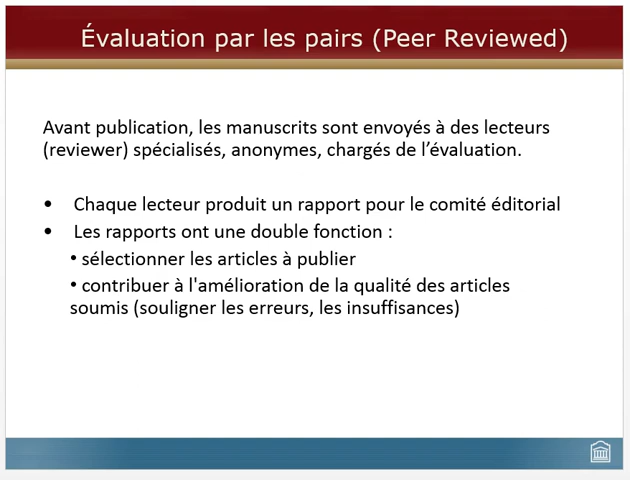 Évaluation par les pairs (Peer Reviewed)
Avant publication, les manuscrits sont envoyés à des lecteurs
(reviewer) spécialisés, anonymes, chargés de l’évaluation.
• Chaque lecteur produit un rapport pour le comité éditorial
• Les rapports ont une double fonction :
• sélectionner les articles à publier
• contribuer à l'amélioration de la qualité des articles
soumis (souligner les erreurs, les insuffisances)